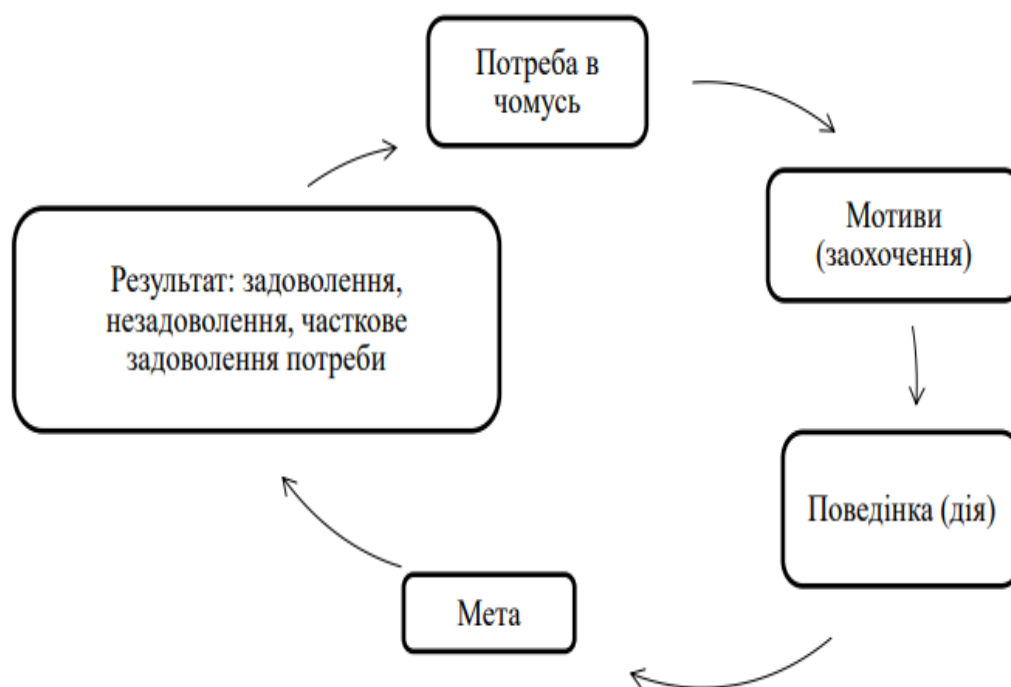 Потреба в
чомусь
Мотиви
(заохочення)
Поведінка (дія)
Мета
Результат: задоволення,
незадоволення, часткове
задоволення потреби